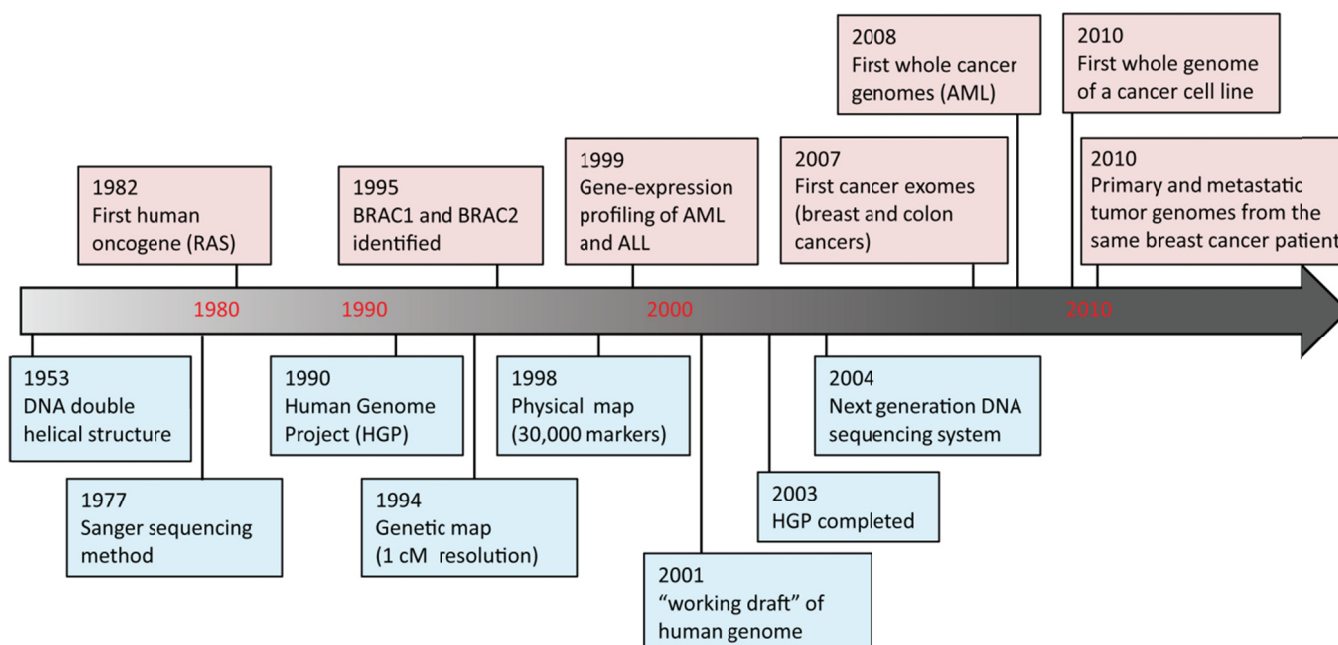 2008
First whole cancer
genomes (AML)
2010
First whole genome
of a cancer cell line
1982
First human
oncogene (RAS)
1995
BRAC1 and BRAC2
identified
1999
Gene-expression
profiling of AML
and ALL
2007
First cancer exomes
(breast and colon
cancers)
2010
Primary and metastatic
tumor genomes from the
same breast cancer patient
1980
1990
2000
2010
1953
DNA double
helical structure
1990
Human Genome
Project (HGP)
1998
Physical map
(30,000 markers)
2004
Next generation DNA
sequencing system
1977
Sanger sequencing
method
1994
Genetic map
(1 cM resolution)
2003
HGP completed
2001
“working draft” of
human genome